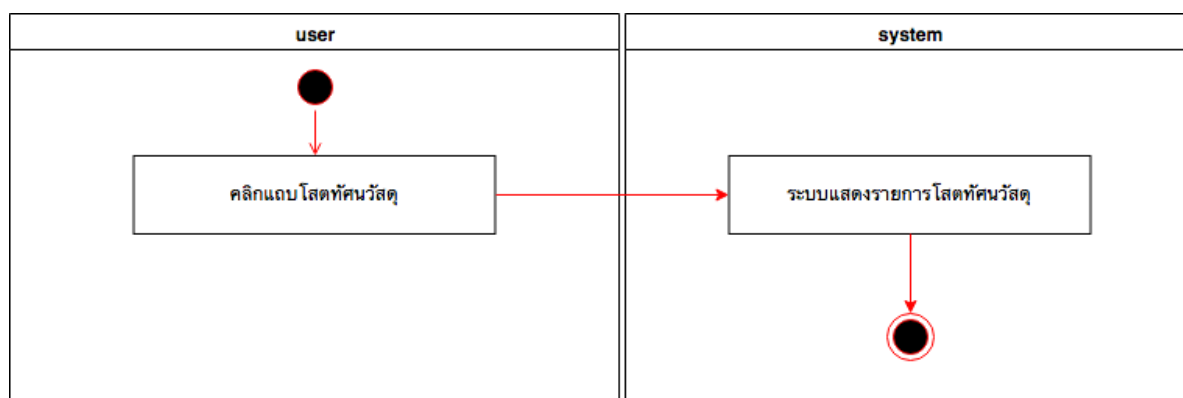 user
system
คลิกแถบโสตทัศนวัสดุ
ระบบแสดงรายการโสตทัศนวัสดุ